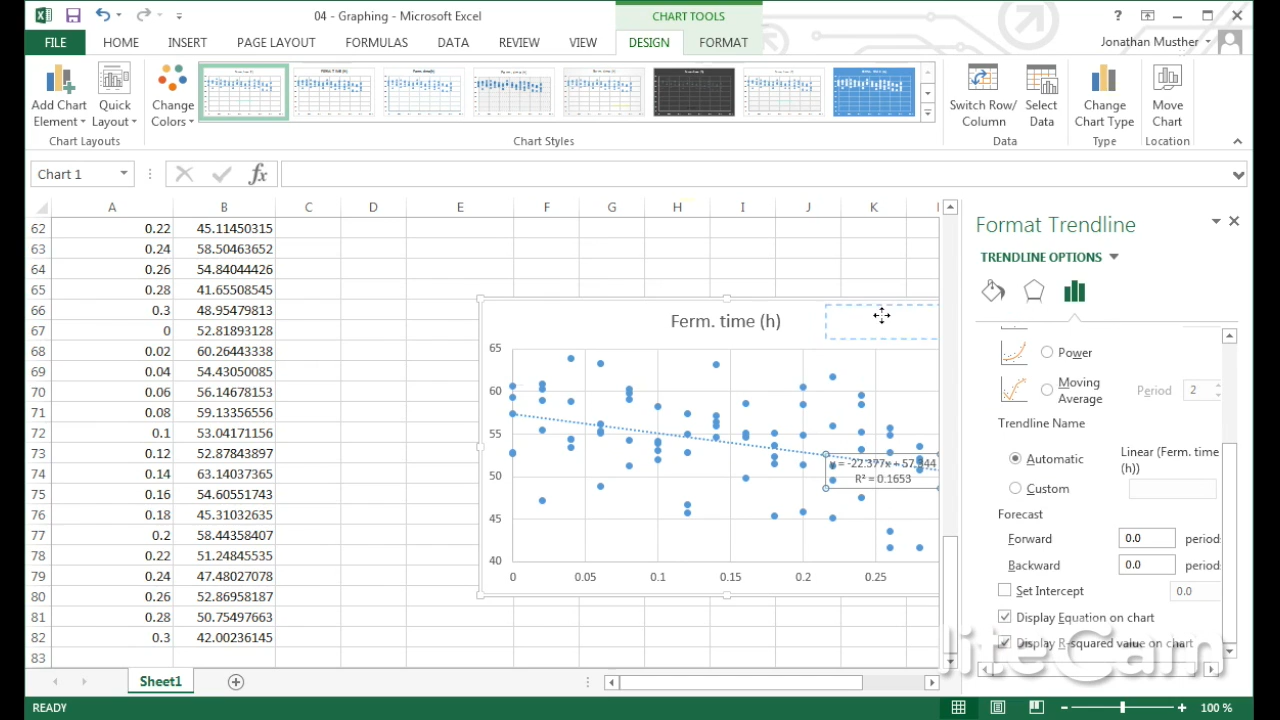 04 - Graphing - Microsoft Excel
CHART TOOLS
?
FILE HOME INSERT PAGE LAYOUT FORMULAS DATA REVIEW VIEW DESIGN FORMAT
Jonathan Musther
Add Chart Element
Quick Layout
Change Colors
Switch Row/ Column
Select Data
Change Chart Type
Move Chart
Chart Layouts
Chart Styles
Data
Type
Location
Chart 1
fx
A B C D E F G H I J K
62 0.22 45.11450315
63 0.24 58.50463652
64 0.26 54.84044426
65 0.28 41.65508545
66 0.3 48.95479813
67 0 52.81893128
68 0.02 60.26443338
69 0.04 54.43050085
70 0.06 56.14678153
71 0.08 59.13356556
72 0.1 53.04171156
73 0.12 52.87843897
74 0.14 63.14037365
75 0.16 54.60551743
76 0.18 45.31032635
77 0.2 58.44358407
78 0.22 51.24845535
79 0.24 47.48027078
80 0.26 52.86958187
81 0.28 50.75497663
82 0.3 42.00236145
83
Ferm. time (h)
65
60
55
50
45
40
0 0.05 0.1 0.15 0.2 0.25
R² = 0.1653
Format Trendline
TRENDLINE OPTIONS
Power
Moving Average
Period 2
Trendline Name
Automatic
Linear (Ferm. time (h))
Custom
Forecast
Forward 0.0 period
Backward 0.0 period
Set Intercept 0.0
Display Equation on chart
Display R-squared value on chart
Sheet1
READY
100 %